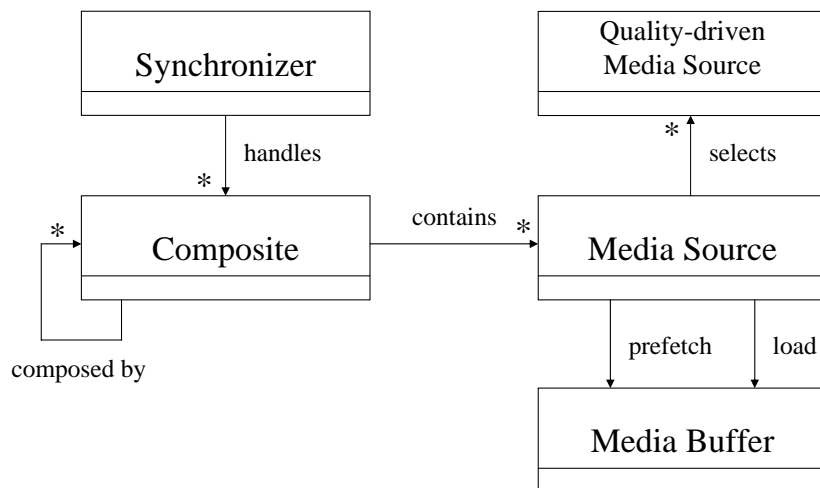 Synchronizer
Quality-driven
Media Source
handles
*
*
selects
*
Composite
contains
*
Media Source
composed by
prefetch
load
Media Buffer